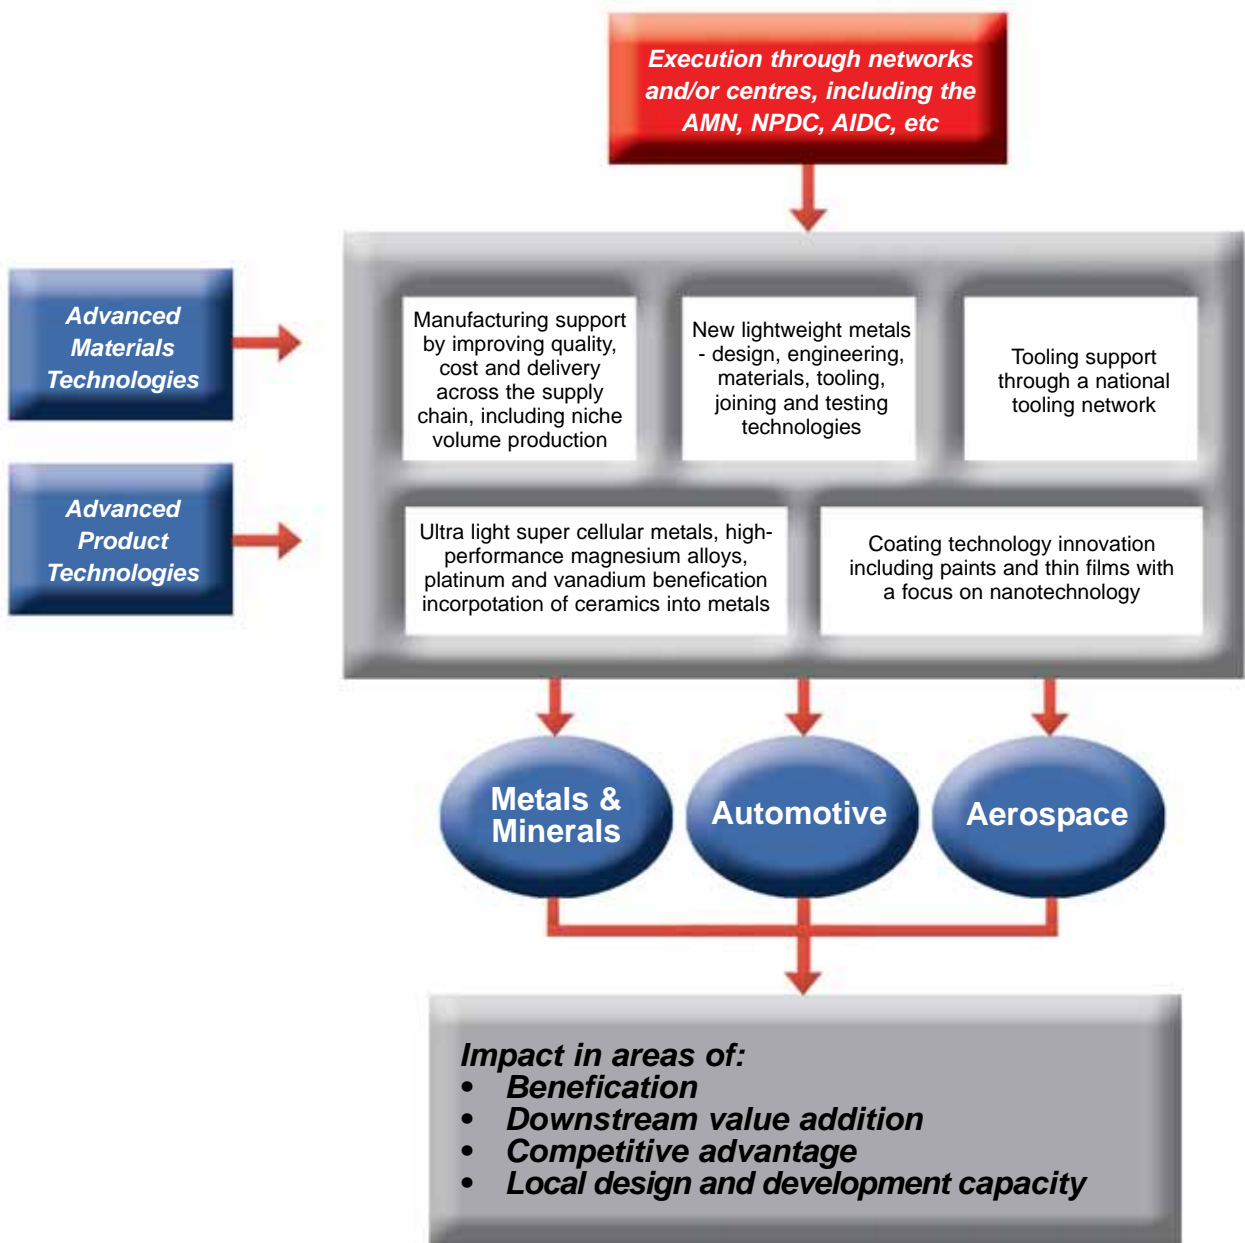 Execution through networks
and/or centres, including the
AMN, NPDC, AIDC, etc
Advanced
Materials
Technologies
Manufacturing support
by improving quality,
cost and delivery
across the supply
chain, including niche
volume production
New lightweight metals
- design, engineering,
materials, tooling,
joining and testing
technologies
Tooling support
through a national
tooling network
Advanced
Product
Technologies
Ultra light super cellular metals, high-
performance magnesium alloys,
platinum and vanadium benefication
incorpotation of ceramics into metals
Coating technology innovation
including paints and thin films with
a focus on nanotechnology
Metals &
Minerals
Automotive
Aerospace
Impact in areas of:
• Benefication
• Downstream value addition
• Competitive advantage
• Local design and development capacity